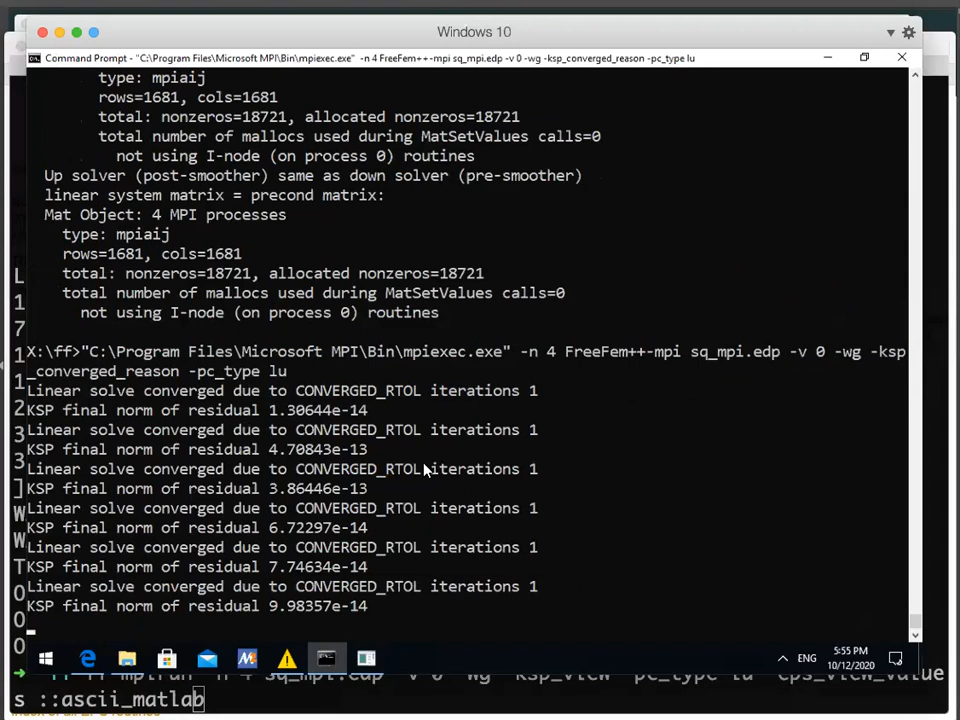 Windows 10
Command Prompt - "C:\Program Files\Microsoft MPI\Bin\mpiexec.exe" -n 4 FreeFem++-mpi sq_mpi.edp -v 0 -wg -ksp_converged_reason -pc_type lu
type: mpiaij
rows=1681, cols=1681
total: nonzeros=18721, allocated nonzeros=18721
total number of mallocs used during MatSetValues calls=0
not using I-node (on process 0) routines
Up solver (post-smoother) same as down solver (pre-smoother)
linear system matrix = precond matrix:
Mat Object: 4 MPI processes
type: mpiaij
rows=1681, cols=1681
total: nonzeros=18721, allocated nonzeros=18721
total number of mallocs used during MatSetValues calls=0
not using I-node (on process 0) routines
X:\ff>"C:\Program Files\Microsoft MPI\Bin\mpiexec.exe" -n 4 FreeFem++-mpi sq_mpi.edp -v 0 -wg -ksp
_converged_reason -pc_type lu
Linear solve converged due to CONVERGED_RTOL iterations 1
KSP final norm of residual 1.30644e-14
Linear solve converged due to CONVERGED_RTOL iterations 1
KSP final norm of residual 4.70843e-13
Linear solve converged due to CONVERGED_RTOL iterations 1
KSP final norm of residual 3.86446e-13
Linear solve converged due to CONVERGED_RTOL iterations 1
KSP final norm of residual 6.72297e-14
Linear solve converged due to CONVERGED_RTOL iterations 1
KSP final norm of residual 7.74634e-14
Linear solve converged due to CONVERGED_RTOL iterations 1
KSP final norm of residual 9.98357e-14
ENG
5:55 PM
10/12/2020
s ::ascii_matlab